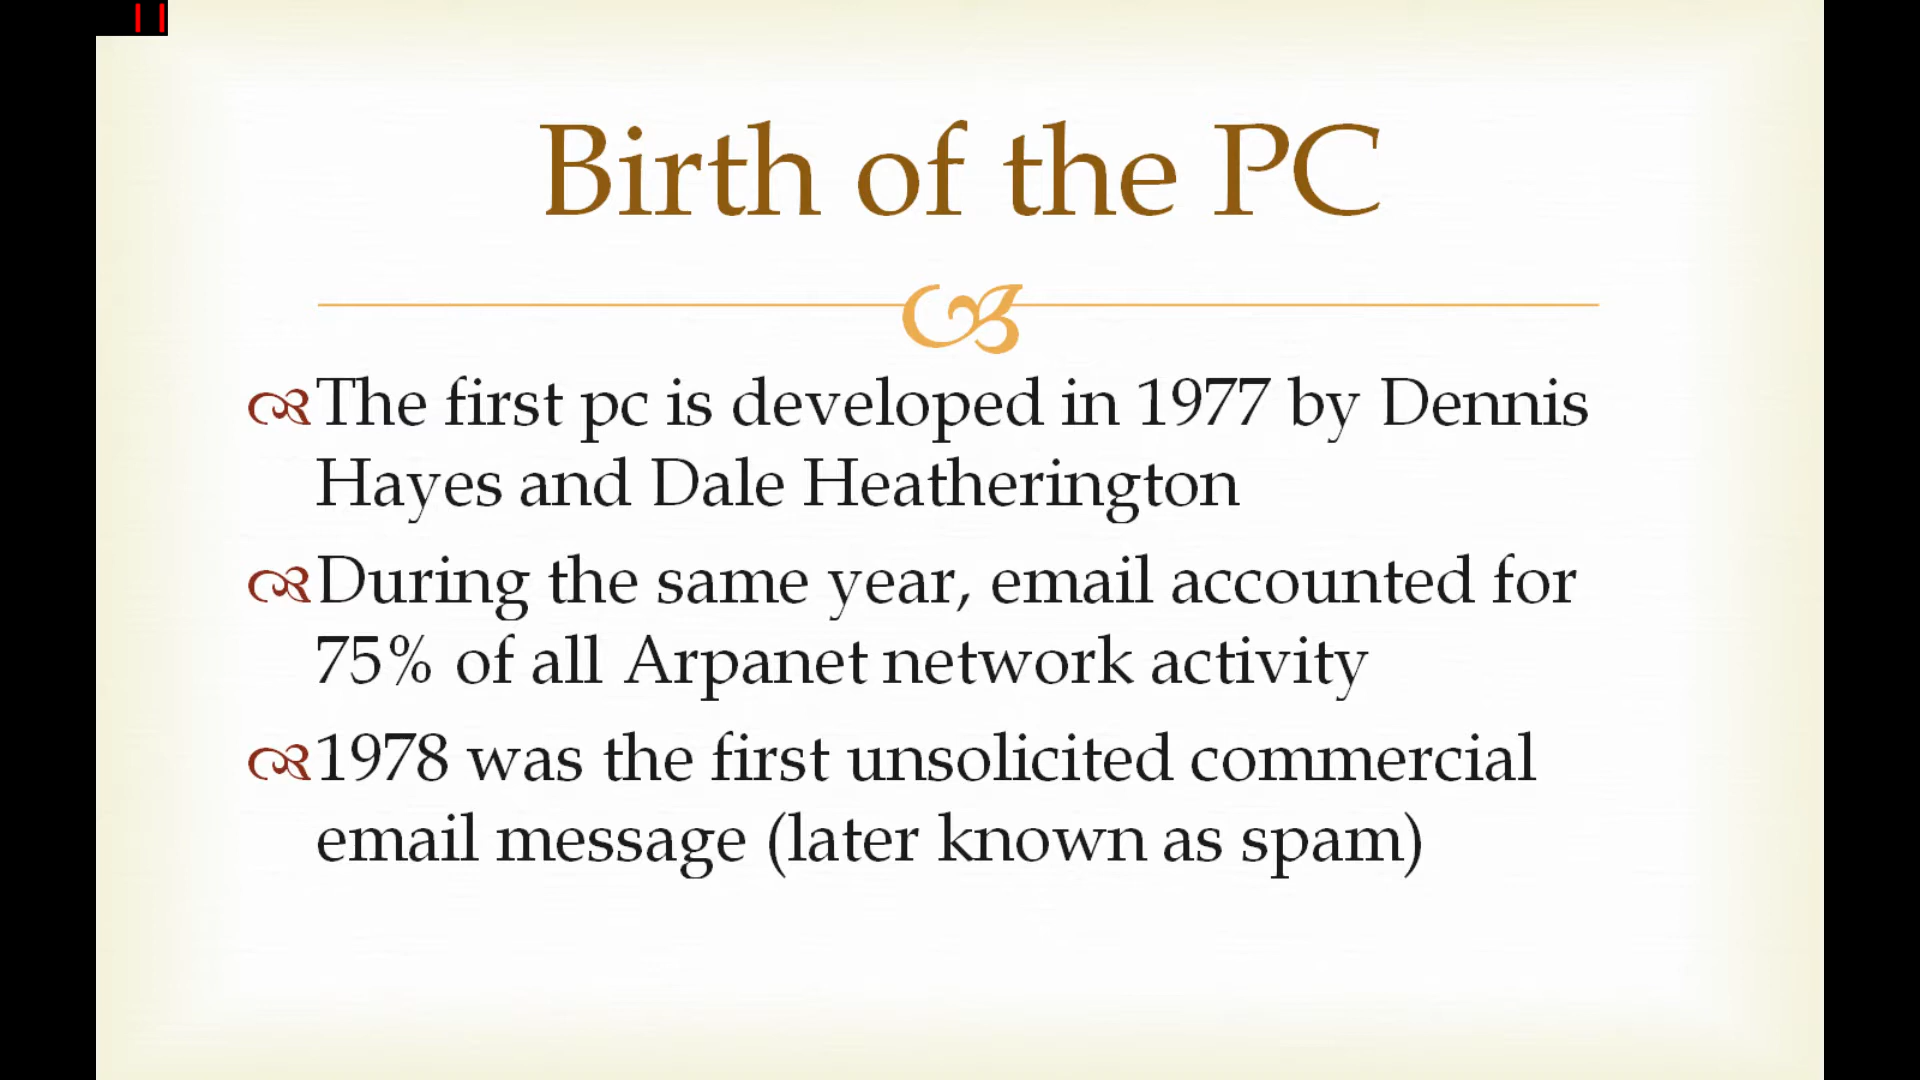 Birth of the PC
The first pc is developed in 1977 by Dennis
Hayes and Dale Heatherington
During the same year, email accounted for
75% of all Arpanet network activity
1978 was the first unsolicited commercial
email message (later known as spam)